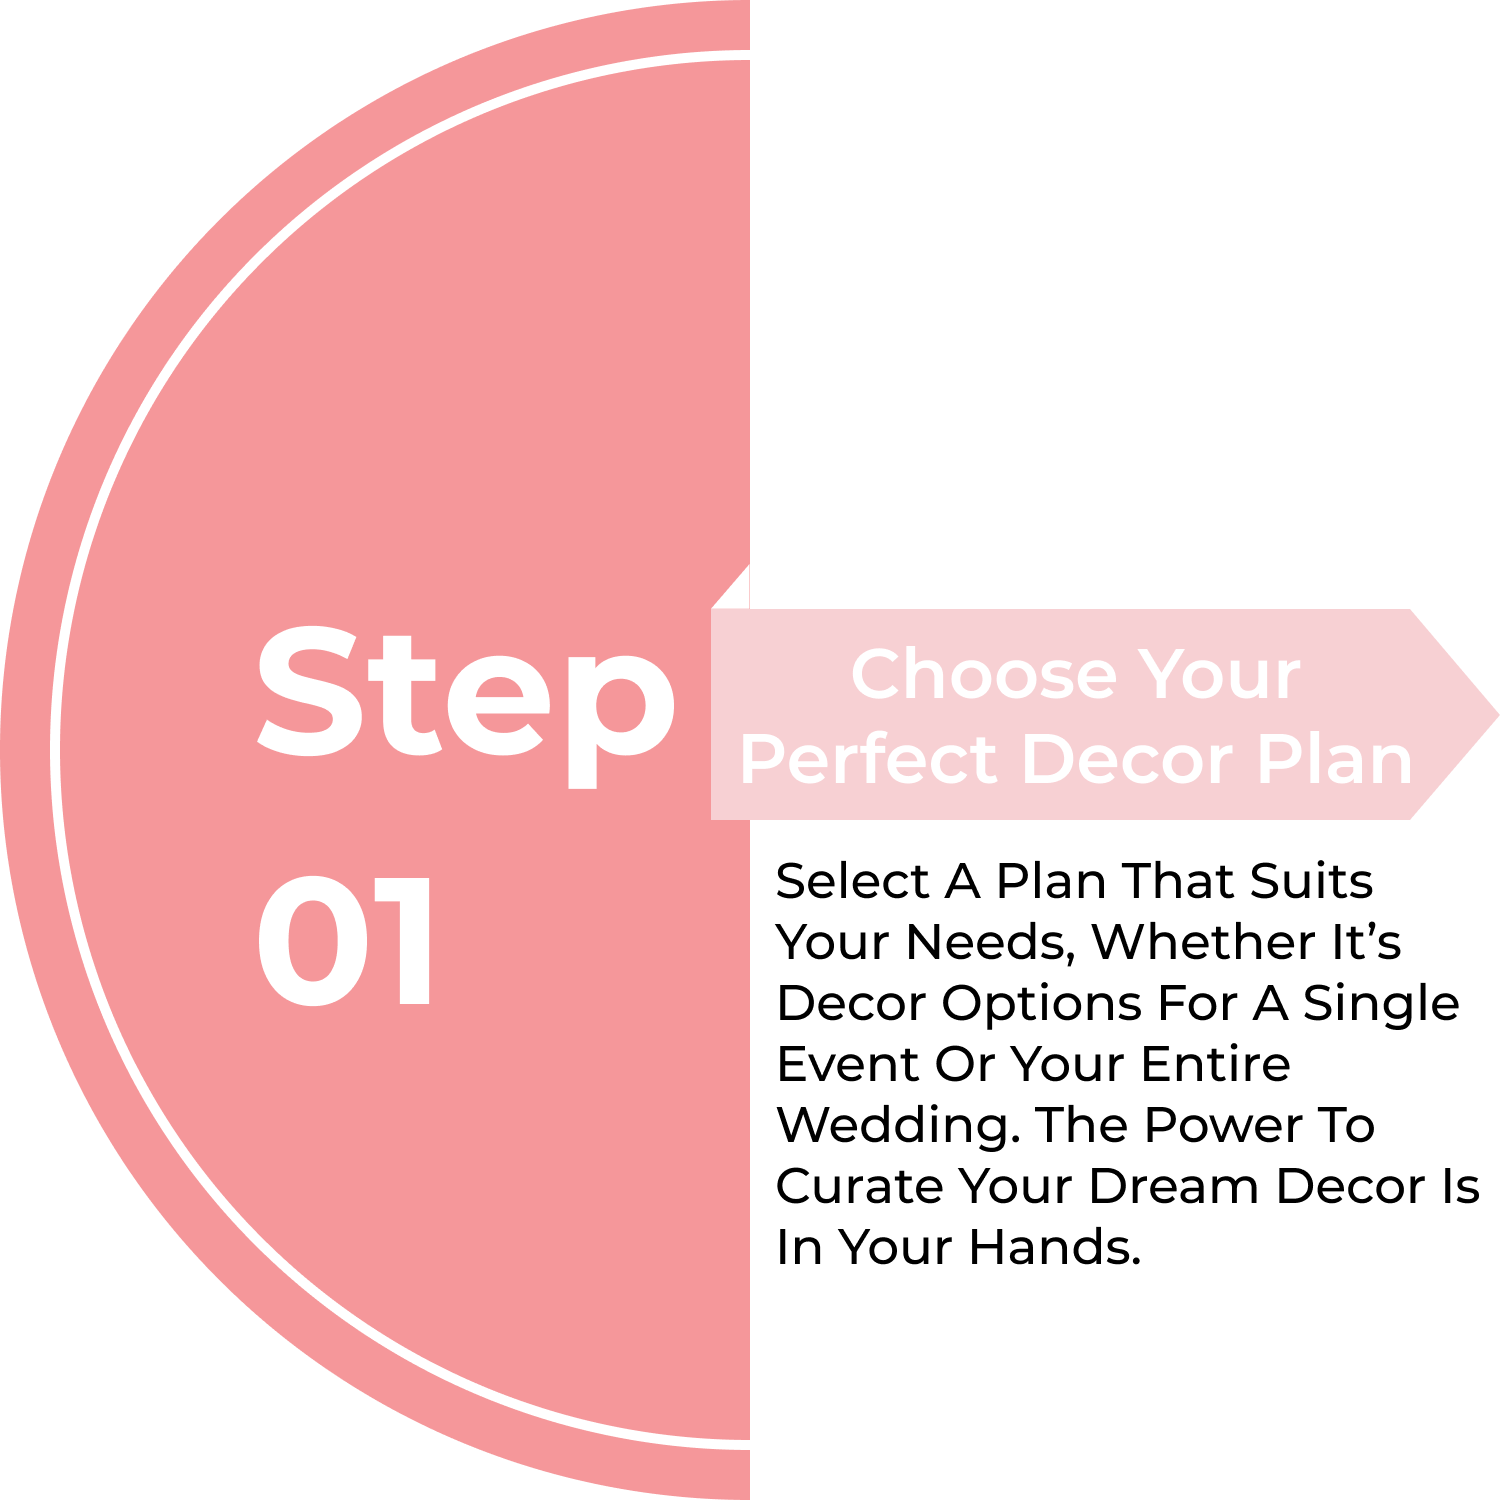 Step
01
Choose Your
Perfect Decor Plan
Select A Plan That Suits
Your Needs, Whether It’s
Decor Options For A Single
Event Or Your Entire
Wedding. The Power To
Curate Your Dream Decor Is
In Your Hands.